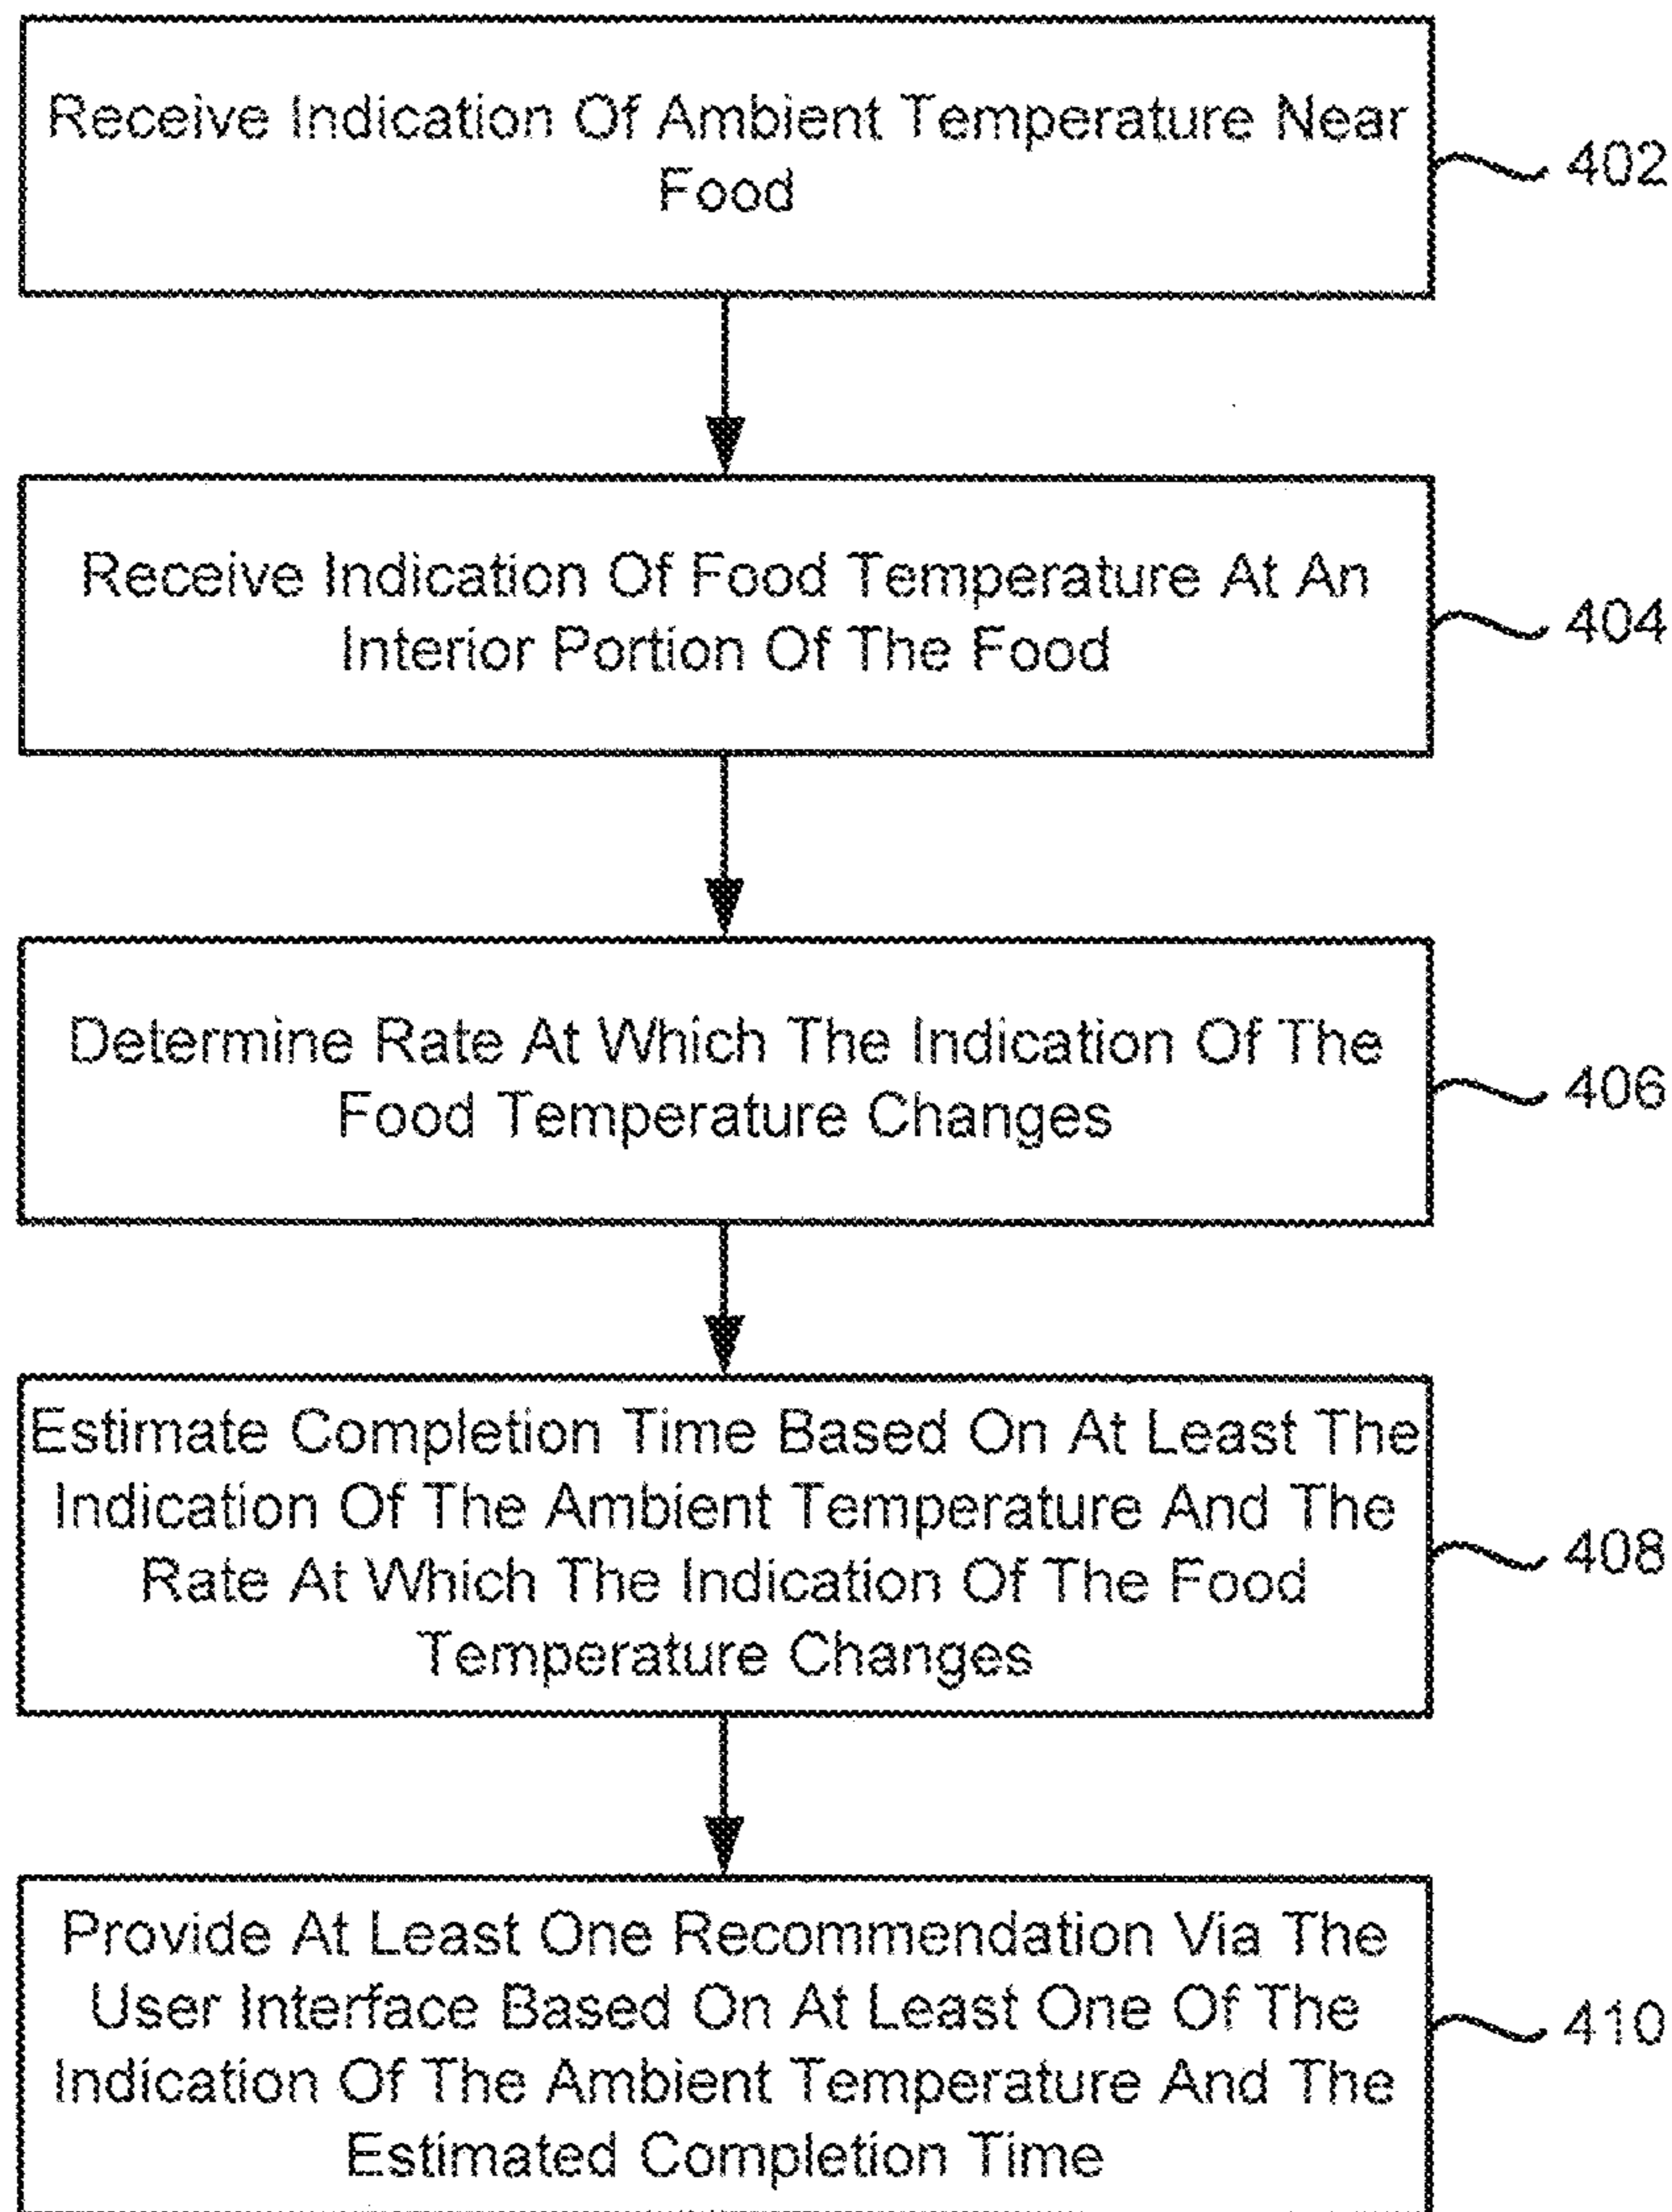 Receive Indication Of Ambient Temperature Near
Food
402
Receive Indication Of Food Temperature At An
Interior Portion Of The Food
404
Determine Rate At Which The Indication Of The
Food Temperature Changes
406
Estimate Completion Time Based On At Least The
Indication Of The Ambient Temperature And The
Rate At Which The Indication Of The Food
Temperature Changes
408
Provide At Least One Recommendation Via The
User Interface Based On At Least One Of The
Indication Of The Ambient Temperature And The
Estimated Completion Time
410